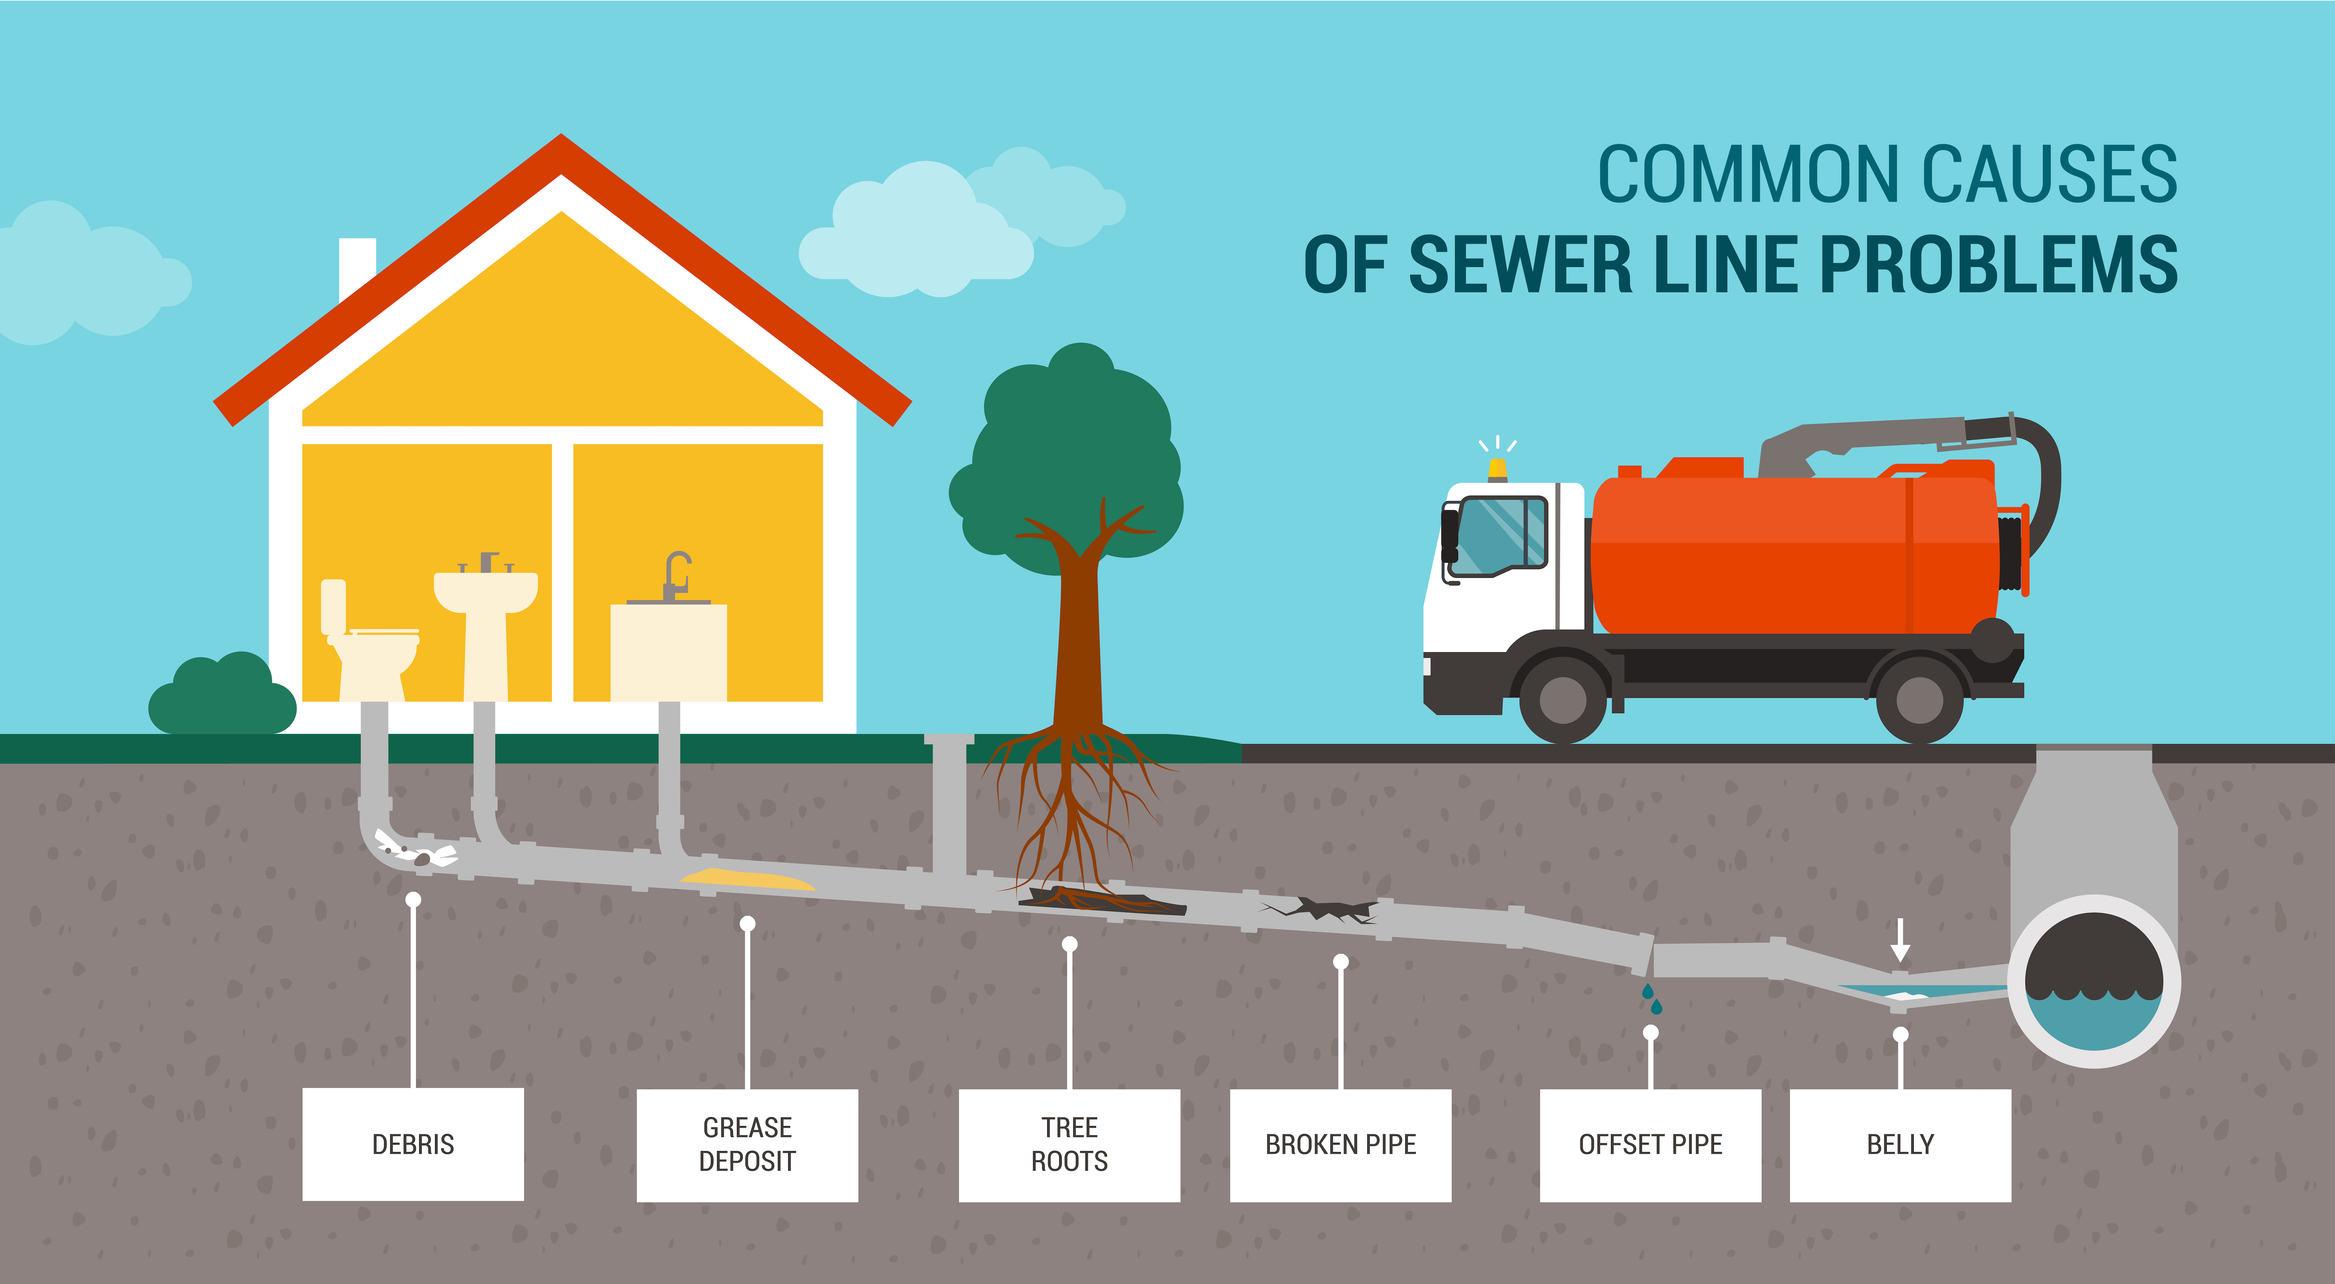 COMMON CAUSES
OF SEWER LINE PROBLEMS
DEBRIS
GREASE
DEPOSIT
TREE
ROOTS
BROKEN PIPE
OFFSET PIPE
BELLY